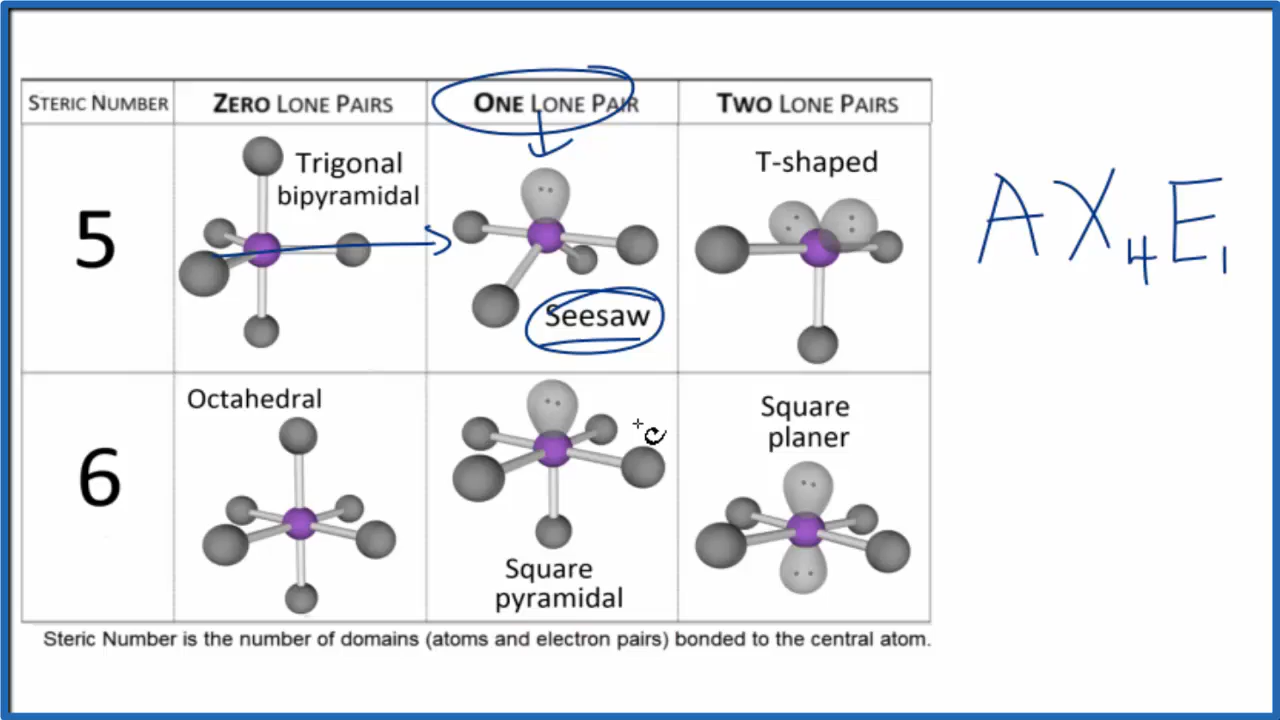 STERIC NUMBER ZERO LONE PAIRS ONE LONE PAIR TWO LONE PAIRS
5
Trigonal
bipyramidal
Seesaw
T-shaped
AX4E1
6
Octahedral
Square
pyramidal
Square
planer
Steric Number is the number of domains (atoms and electron pairs) bonded to the central atom.